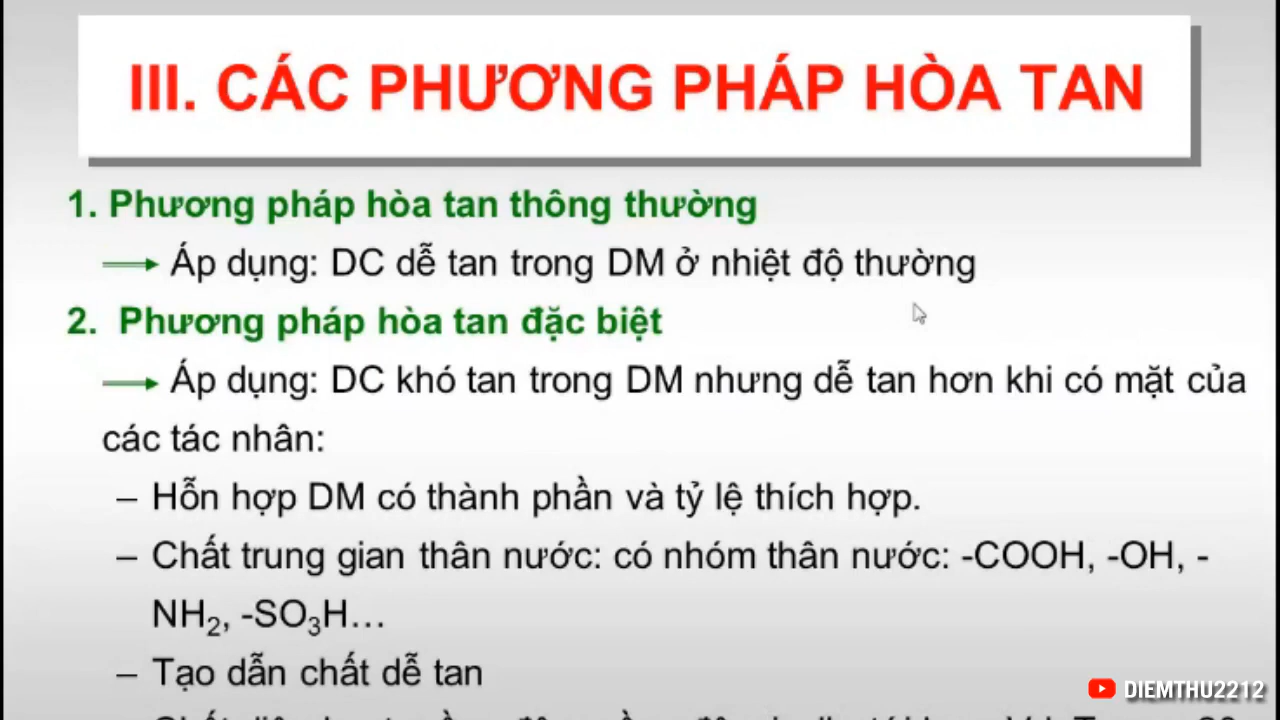 III. CÁC PHƯƠNG PHÁP HÒA TAN
1. Phương pháp hòa tan thông thường
Áp dụng: DC dễ tan trong DM ở nhiệt độ thường
2. Phương pháp hòa tan đặc biệt
Áp dụng: DC khó tan trong DM nhưng dễ tan hơn khi có mặt của
các tác nhân:
– Hỗn hợp DM có thành phần và tỷ lệ thích hợp.
– Chất trung gian thân nước: có nhóm thân nước: -COOH, -OH, -
NH₂, -SO₃H…
– Tạo dẫn chất dễ tan
DIEMTHU2212